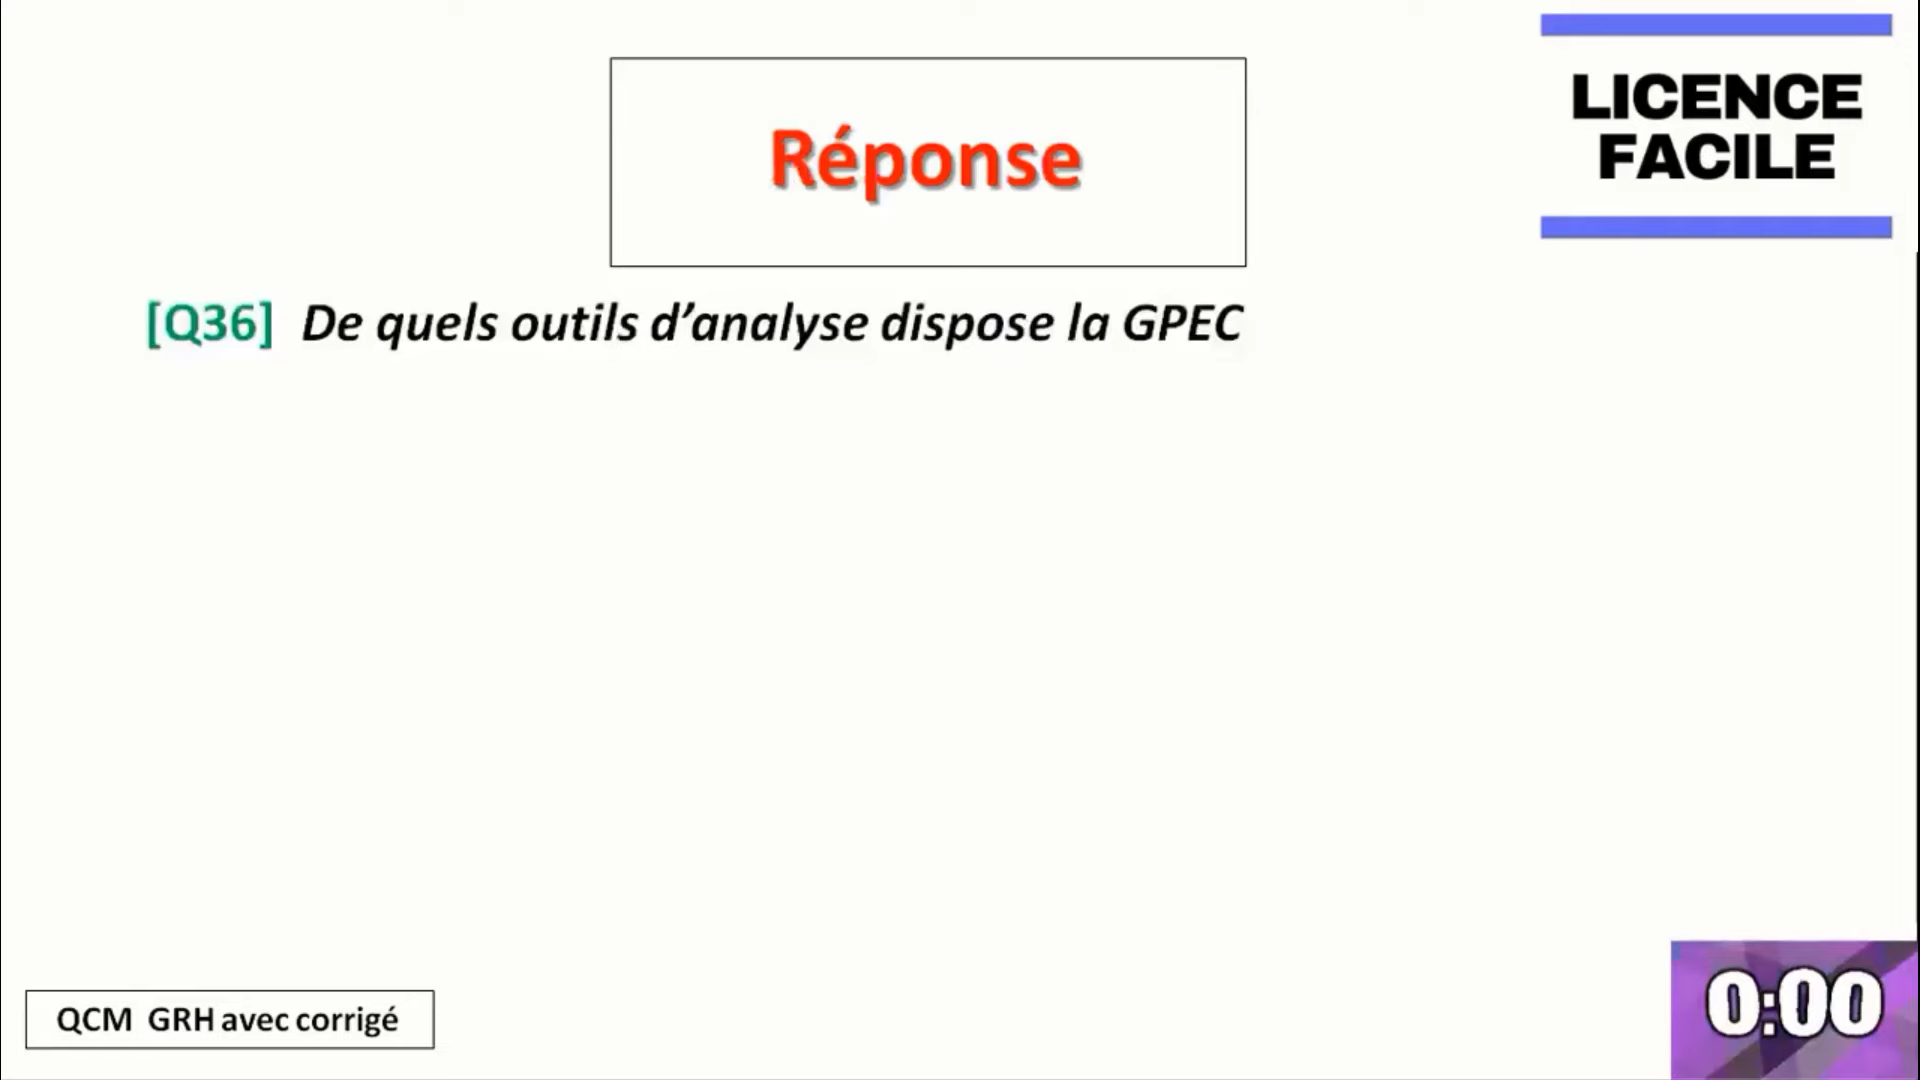 LICENCE
FACILE
Réponse
[Q36] De quels outils d’analyse dispose la GPEC
QCM GRH avec corrigé
0:00